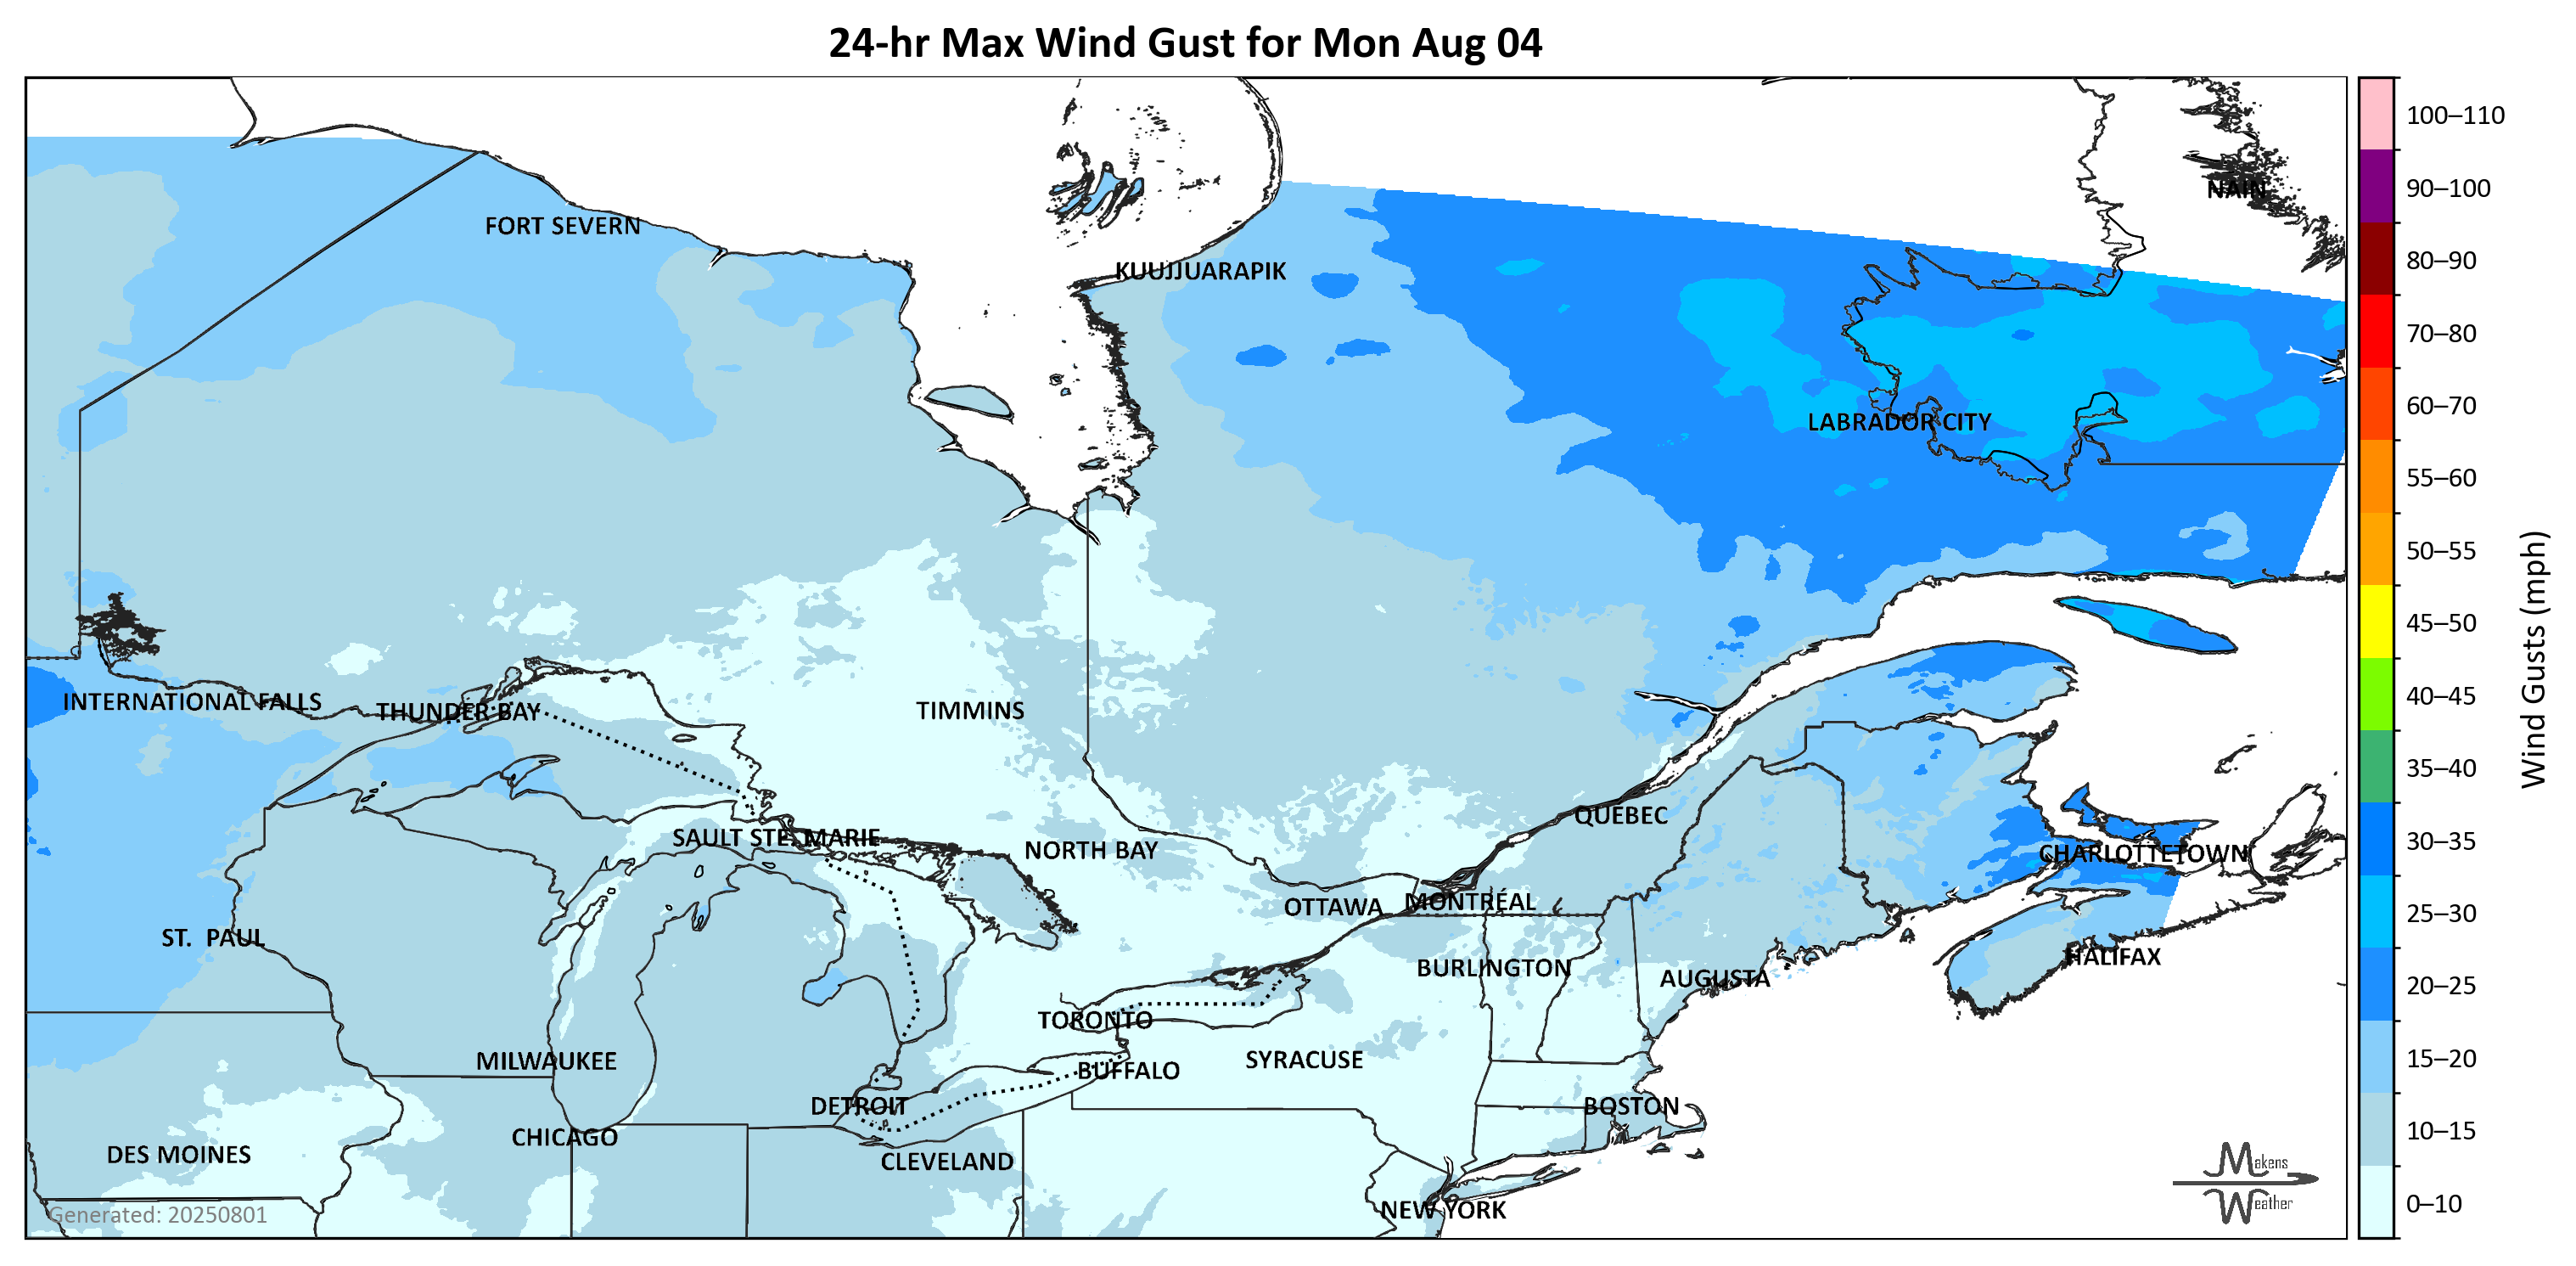 24-hr Max Wind Gust for Mon Aug 04
100–110
90–100
NAIN
FORT SEVERN
80–90
KUUJJUARAPIK
70–80
60–70
LABRADOR CITY
55–60
50–55
45–50
40–45
INTERNATIONAL FALLS
THUNDER BAY
TIMMINS
35–40
Wind Gusts (mph)
QUEBEC
30–35
SAULT STE. MARIE
NORTH BAY
CHARLOTTETOWN
OTTAWA
MONTRÉAL
25–30
ST. PAUL
HALIFAX
BURLINGTON
AUGUSTA
20–25
TORONTO
MILWAUKEE
SYRACUSE
15–20
BUFFALO
DETROIT
BOSTON
CHICAGO
10–15
DES MOINES
CLEVELAND
Makens
Weather
0–10
NEW YORK
Generated: 20250801